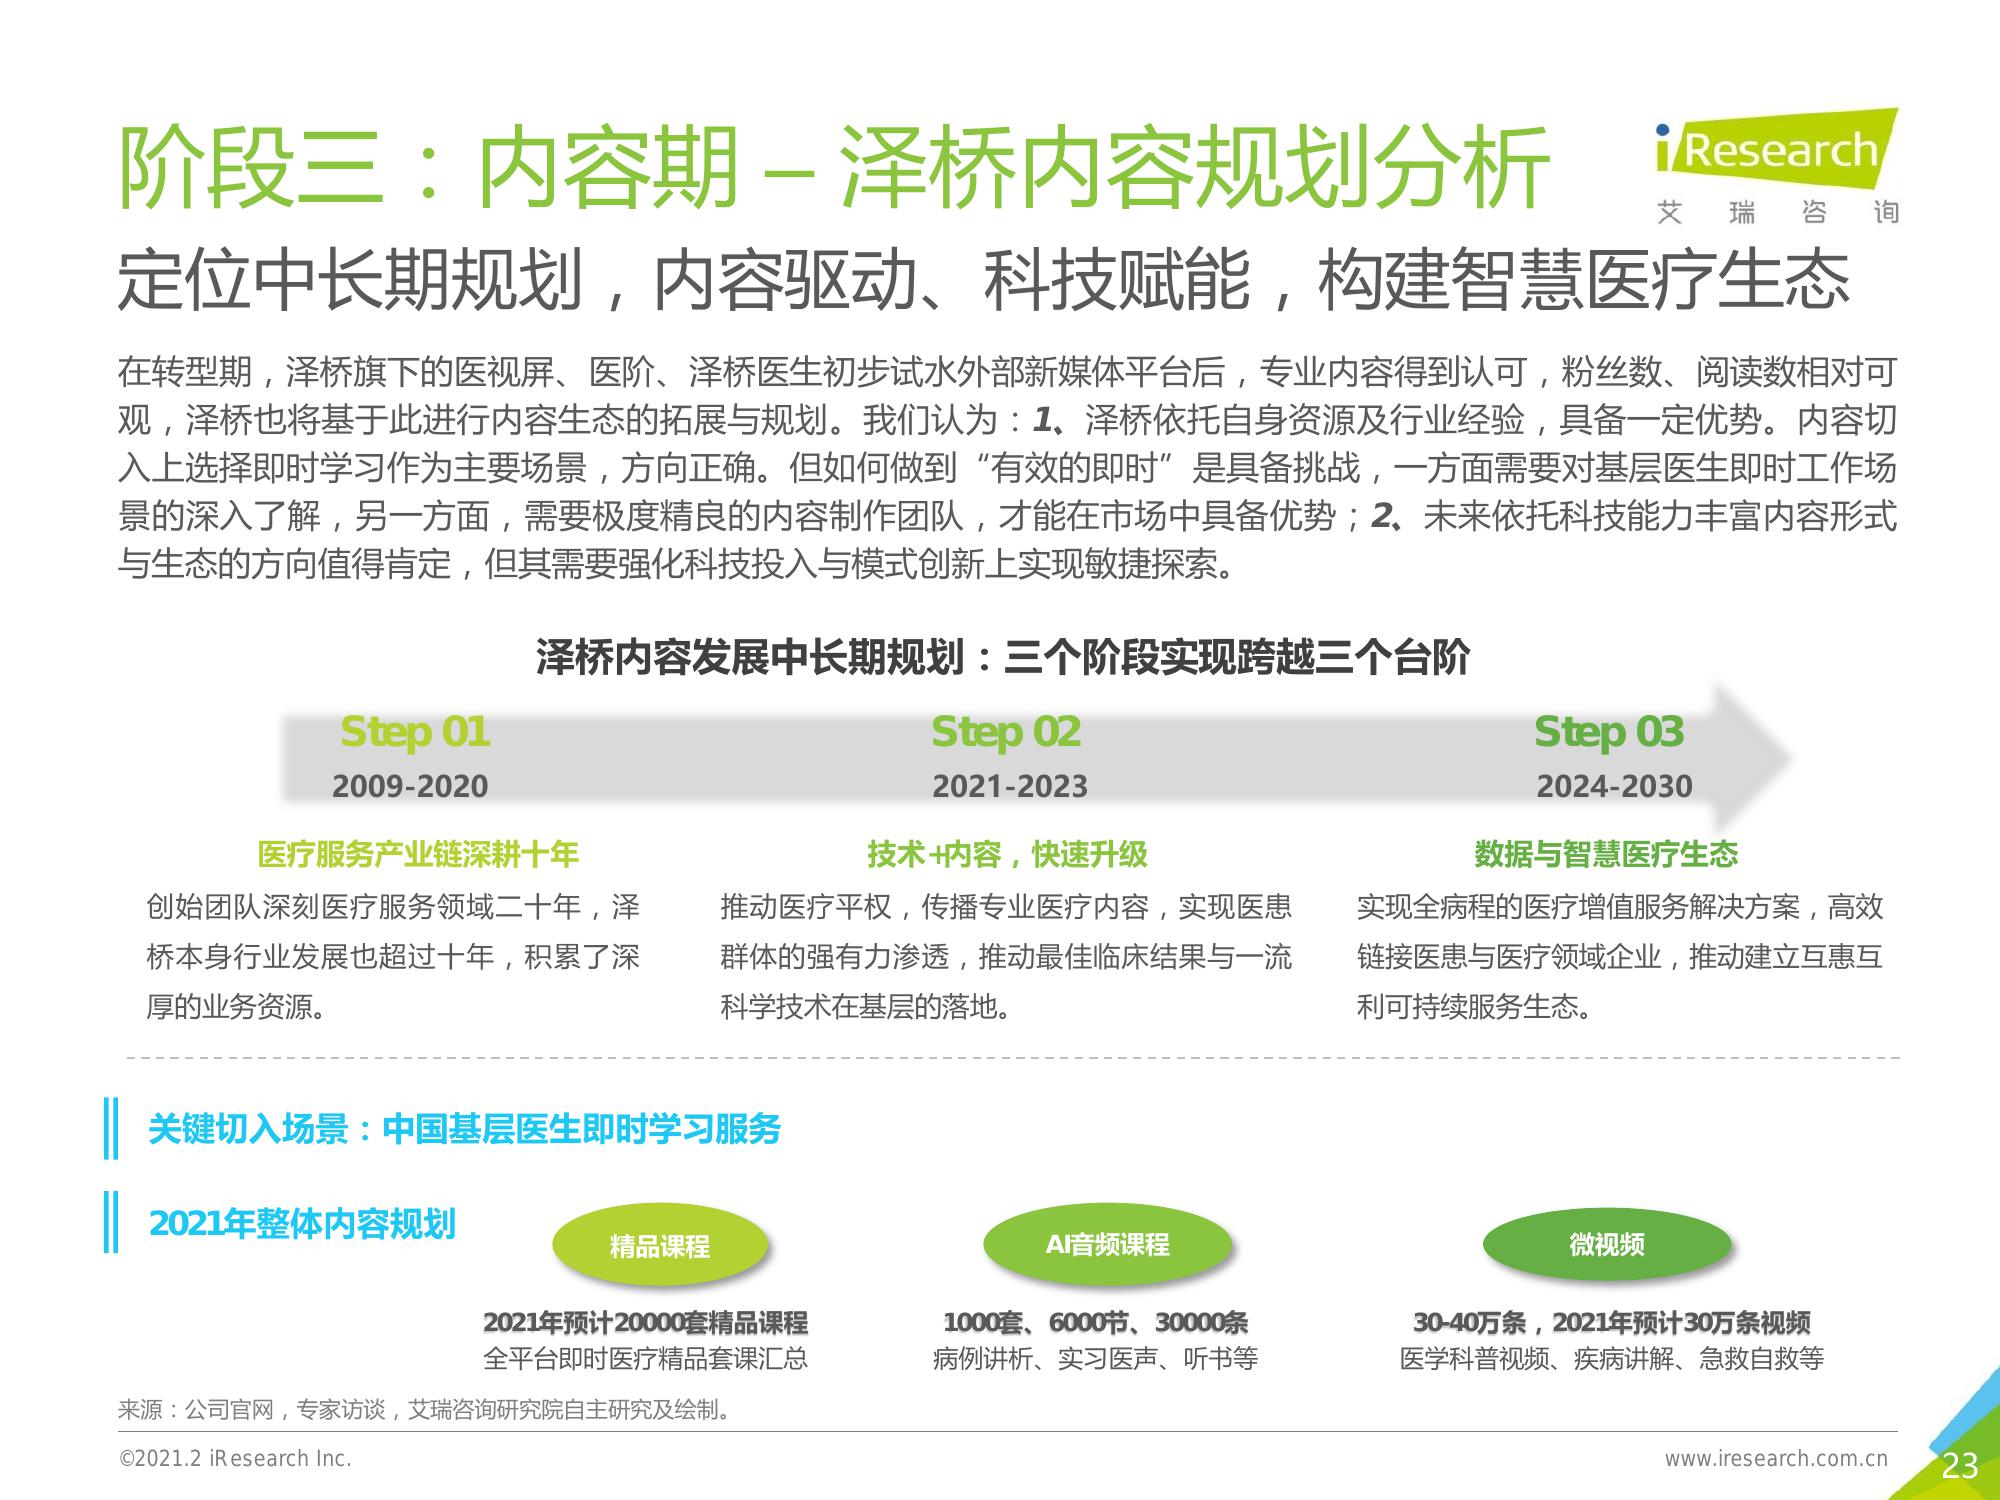 阶段三：内容期 – 泽桥内容规划分析
iResearch
艾瑞咨询
定位中长期规划，内容驱动、科技赋能，构建智慧医疗生态
在转型期，泽桥旗下的医视屏、医阶、泽桥医生初步试水外部新媒体平台后，专业内容得到认可，粉丝数、阅读数相对可
观，泽桥也将基于此进行内容生态的拓展与规划。我们认为：1、泽桥依托自身资源及行业经验，具备一定优势。内容切
入上选择即时学习作为主要场景，方向正确。但如何做到“有效的即时”是具备挑战，一方面需要对基层医生即时工作场
景的深入了解，另一方面，需要极度精良的内容制作团队，才能在市场中具备优势；2、未来依托科技能力丰富内容形式
与生态的方向值得肯定，但其需要强化科技投入与模式创新上实现敏捷探索。
泽桥内容发展中长期规划：三个阶段实现跨越三个台阶
Step 01
2009-2020
Step 02
2021-2023
Step 03
2024-2030
医疗服务产业链深耕十年
创始团队深刻医疗服务领域二十年，泽
桥本身行业发展也超过十年，积累了深
厚的业务资源。
技术+内容，快速升级
推动医疗平权，传播专业医疗内容，实现医患
群体的强有力渗透，推动最佳临床结果与一流
科学技术在基层的落地。
数据与智慧医疗生态
实现全病程的医疗增值服务解决方案，高效
链接医患与医疗领域企业，推动建立互惠互
利可持续服务生态。
关键切入场景：中国基层医生即时学习服务
2021年整体内容规划
精品课程
2021年预计20000套精品课程
全平台即时医疗精品套课汇总
AI音频课程
1000套、6000节、30000条
病例讲析、实习医声、听书等
微视频
30-40万条，2021年预计30万条视频
医学科普视频、疾病讲解、急救自救等
来源：公司官网，专家访谈，艾瑞咨询研究院自主研究及绘制。
©2021.2 iResearch Inc.
www.iresearch.com.cn
23